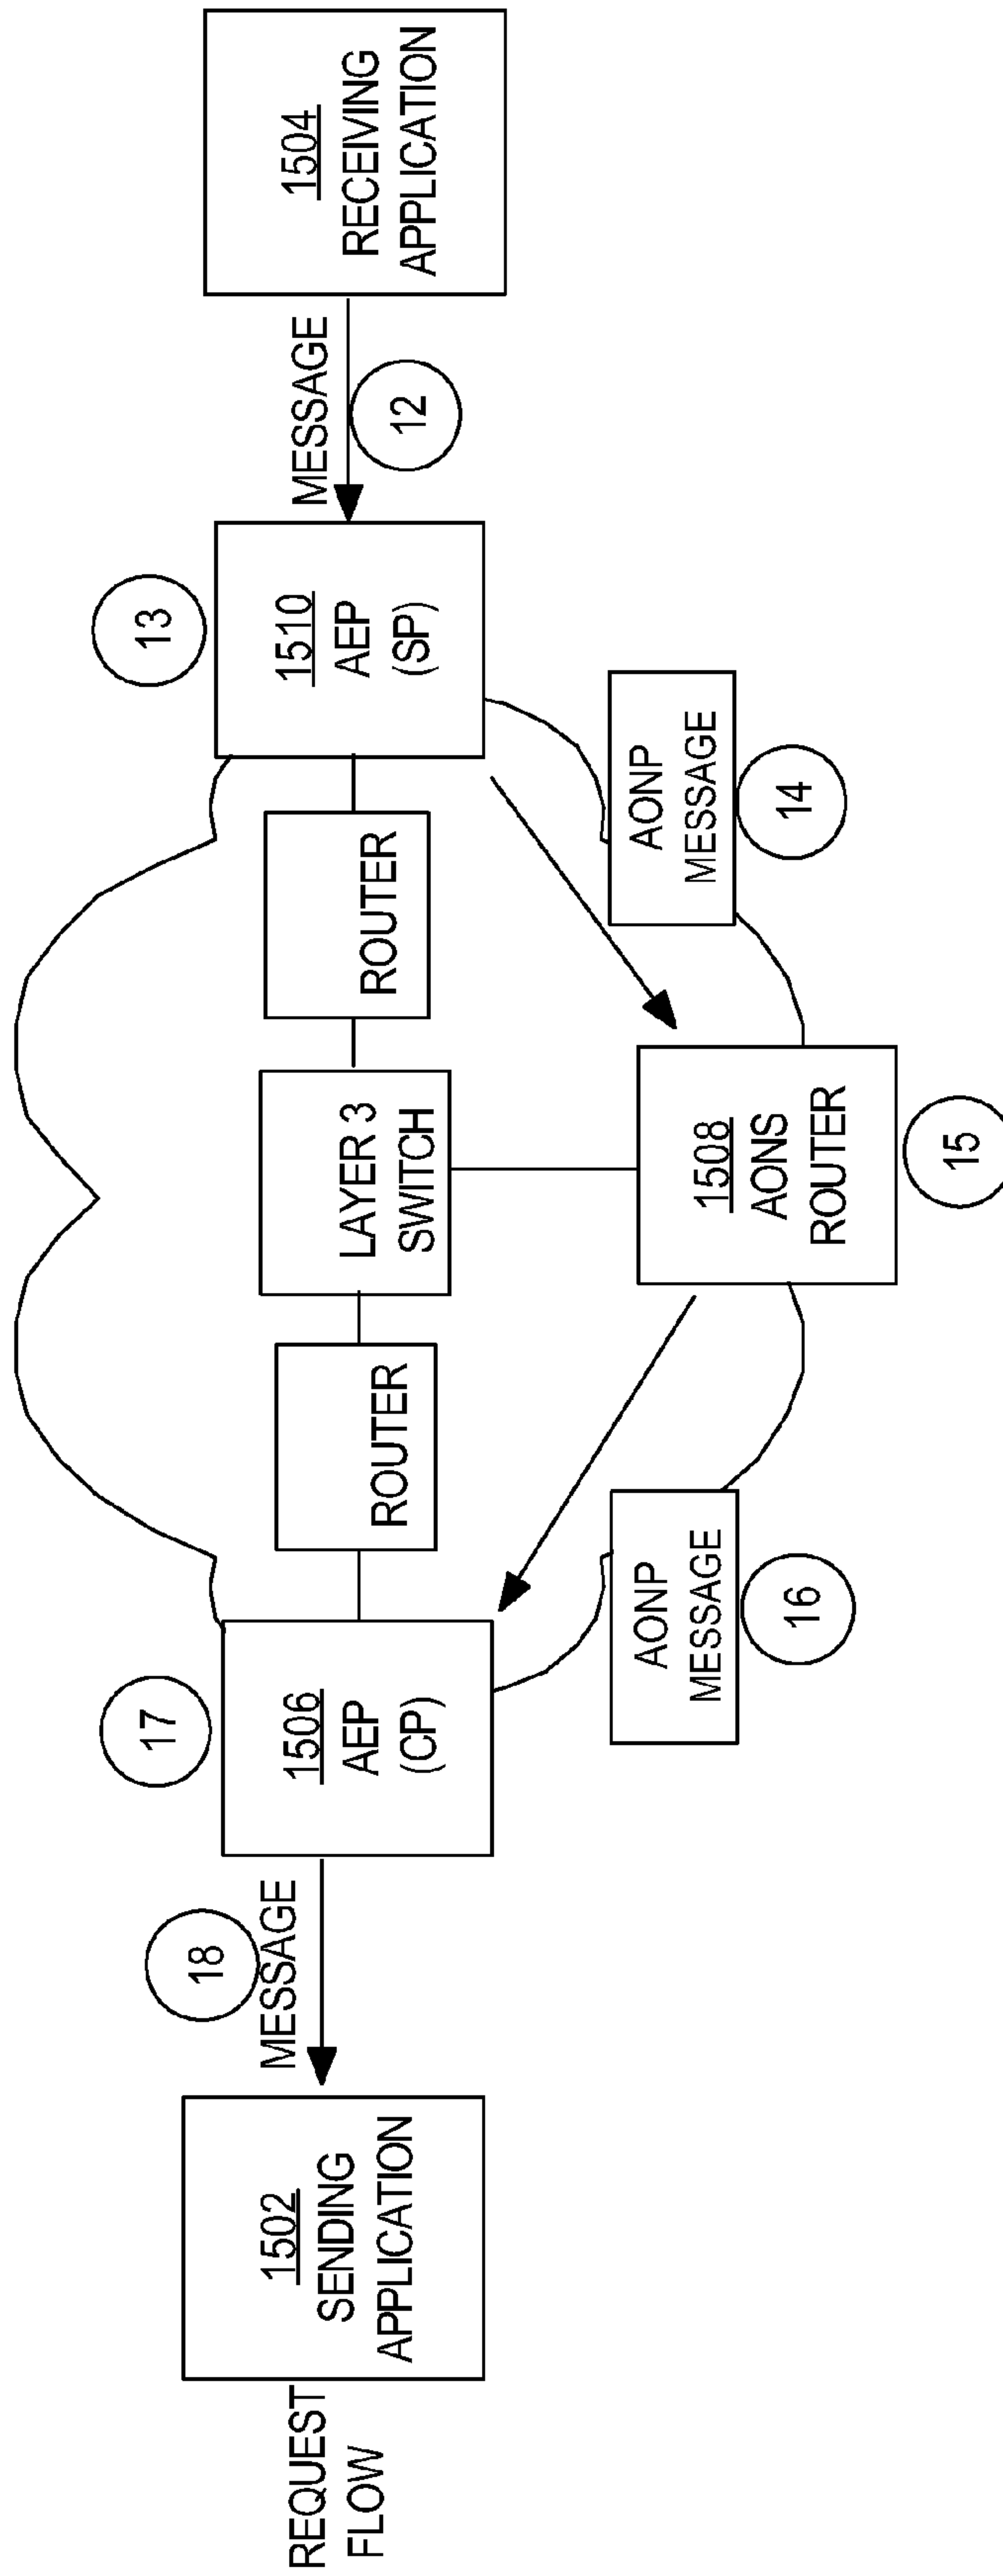 REQUEST
FLOW
1502
SENDING
APPLICATION
18
MESSAGE
17
1506
AEP
(CP)
ROUTER
LAYER 3
SWITCH
ROUTER
13
1510
AEP
(SP)
MESSAGE
12
1504
RECEIVING
APPLICATION
AONP
MESSAGE
16
1508
AONS
ROUTER
15
AONP
MESSAGE
14